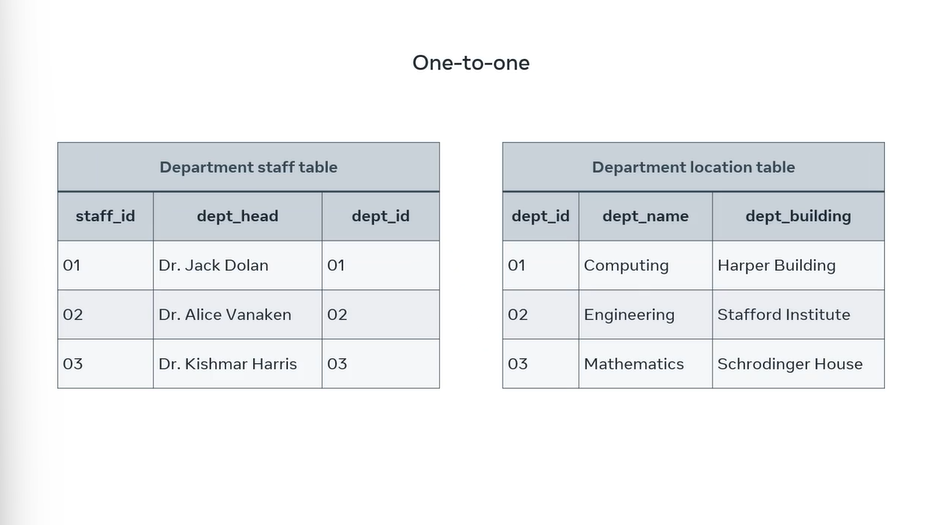 One-to-one
Department staff table
staff_id dept_head dept_id
01 Dr. Jack Dolan 01
02 Dr. Alice Vanaken 02
03 Dr. Kishmar Harris 03
Department location table
dept_id dept_name dept_building
01 Computing Harper Building
02 Engineering Stafford Institute
03 Mathematics Schrodinger House